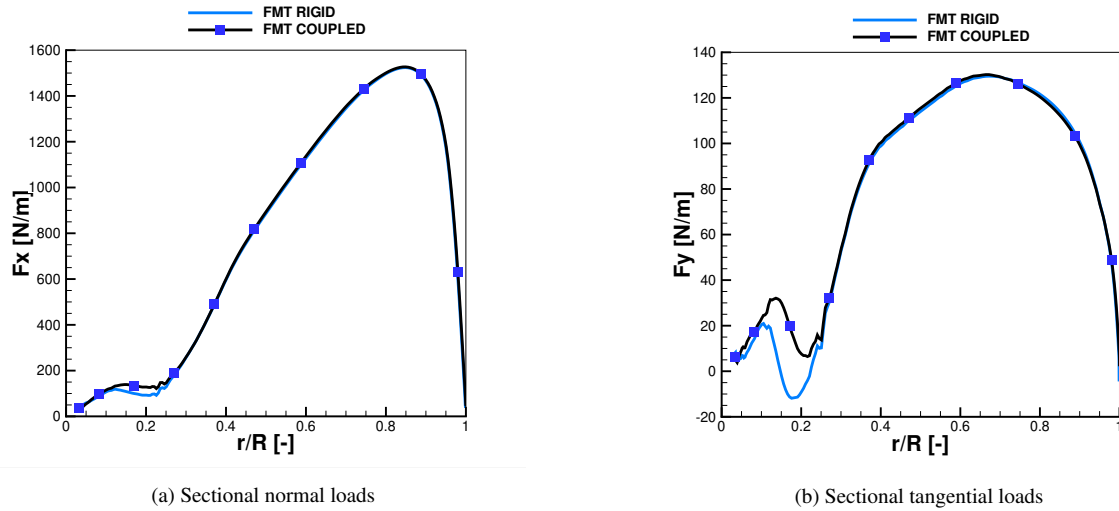 FMT RIGID
FMT COUPLED
1600
1400
1200
1000
800
600
400
200
0
Fx [N/m]
0 0.2 0.4 0.6 0.8 1
r/R [-]
(a) Sectional normal loads
FMT RIGID
FMT COUPLED
140
120
100
80
60
40
20
0
-20
Fy [N/m]
0 0.2 0.4 0.6 0.8 1
r/R [-]
(b) Sectional tangential loads